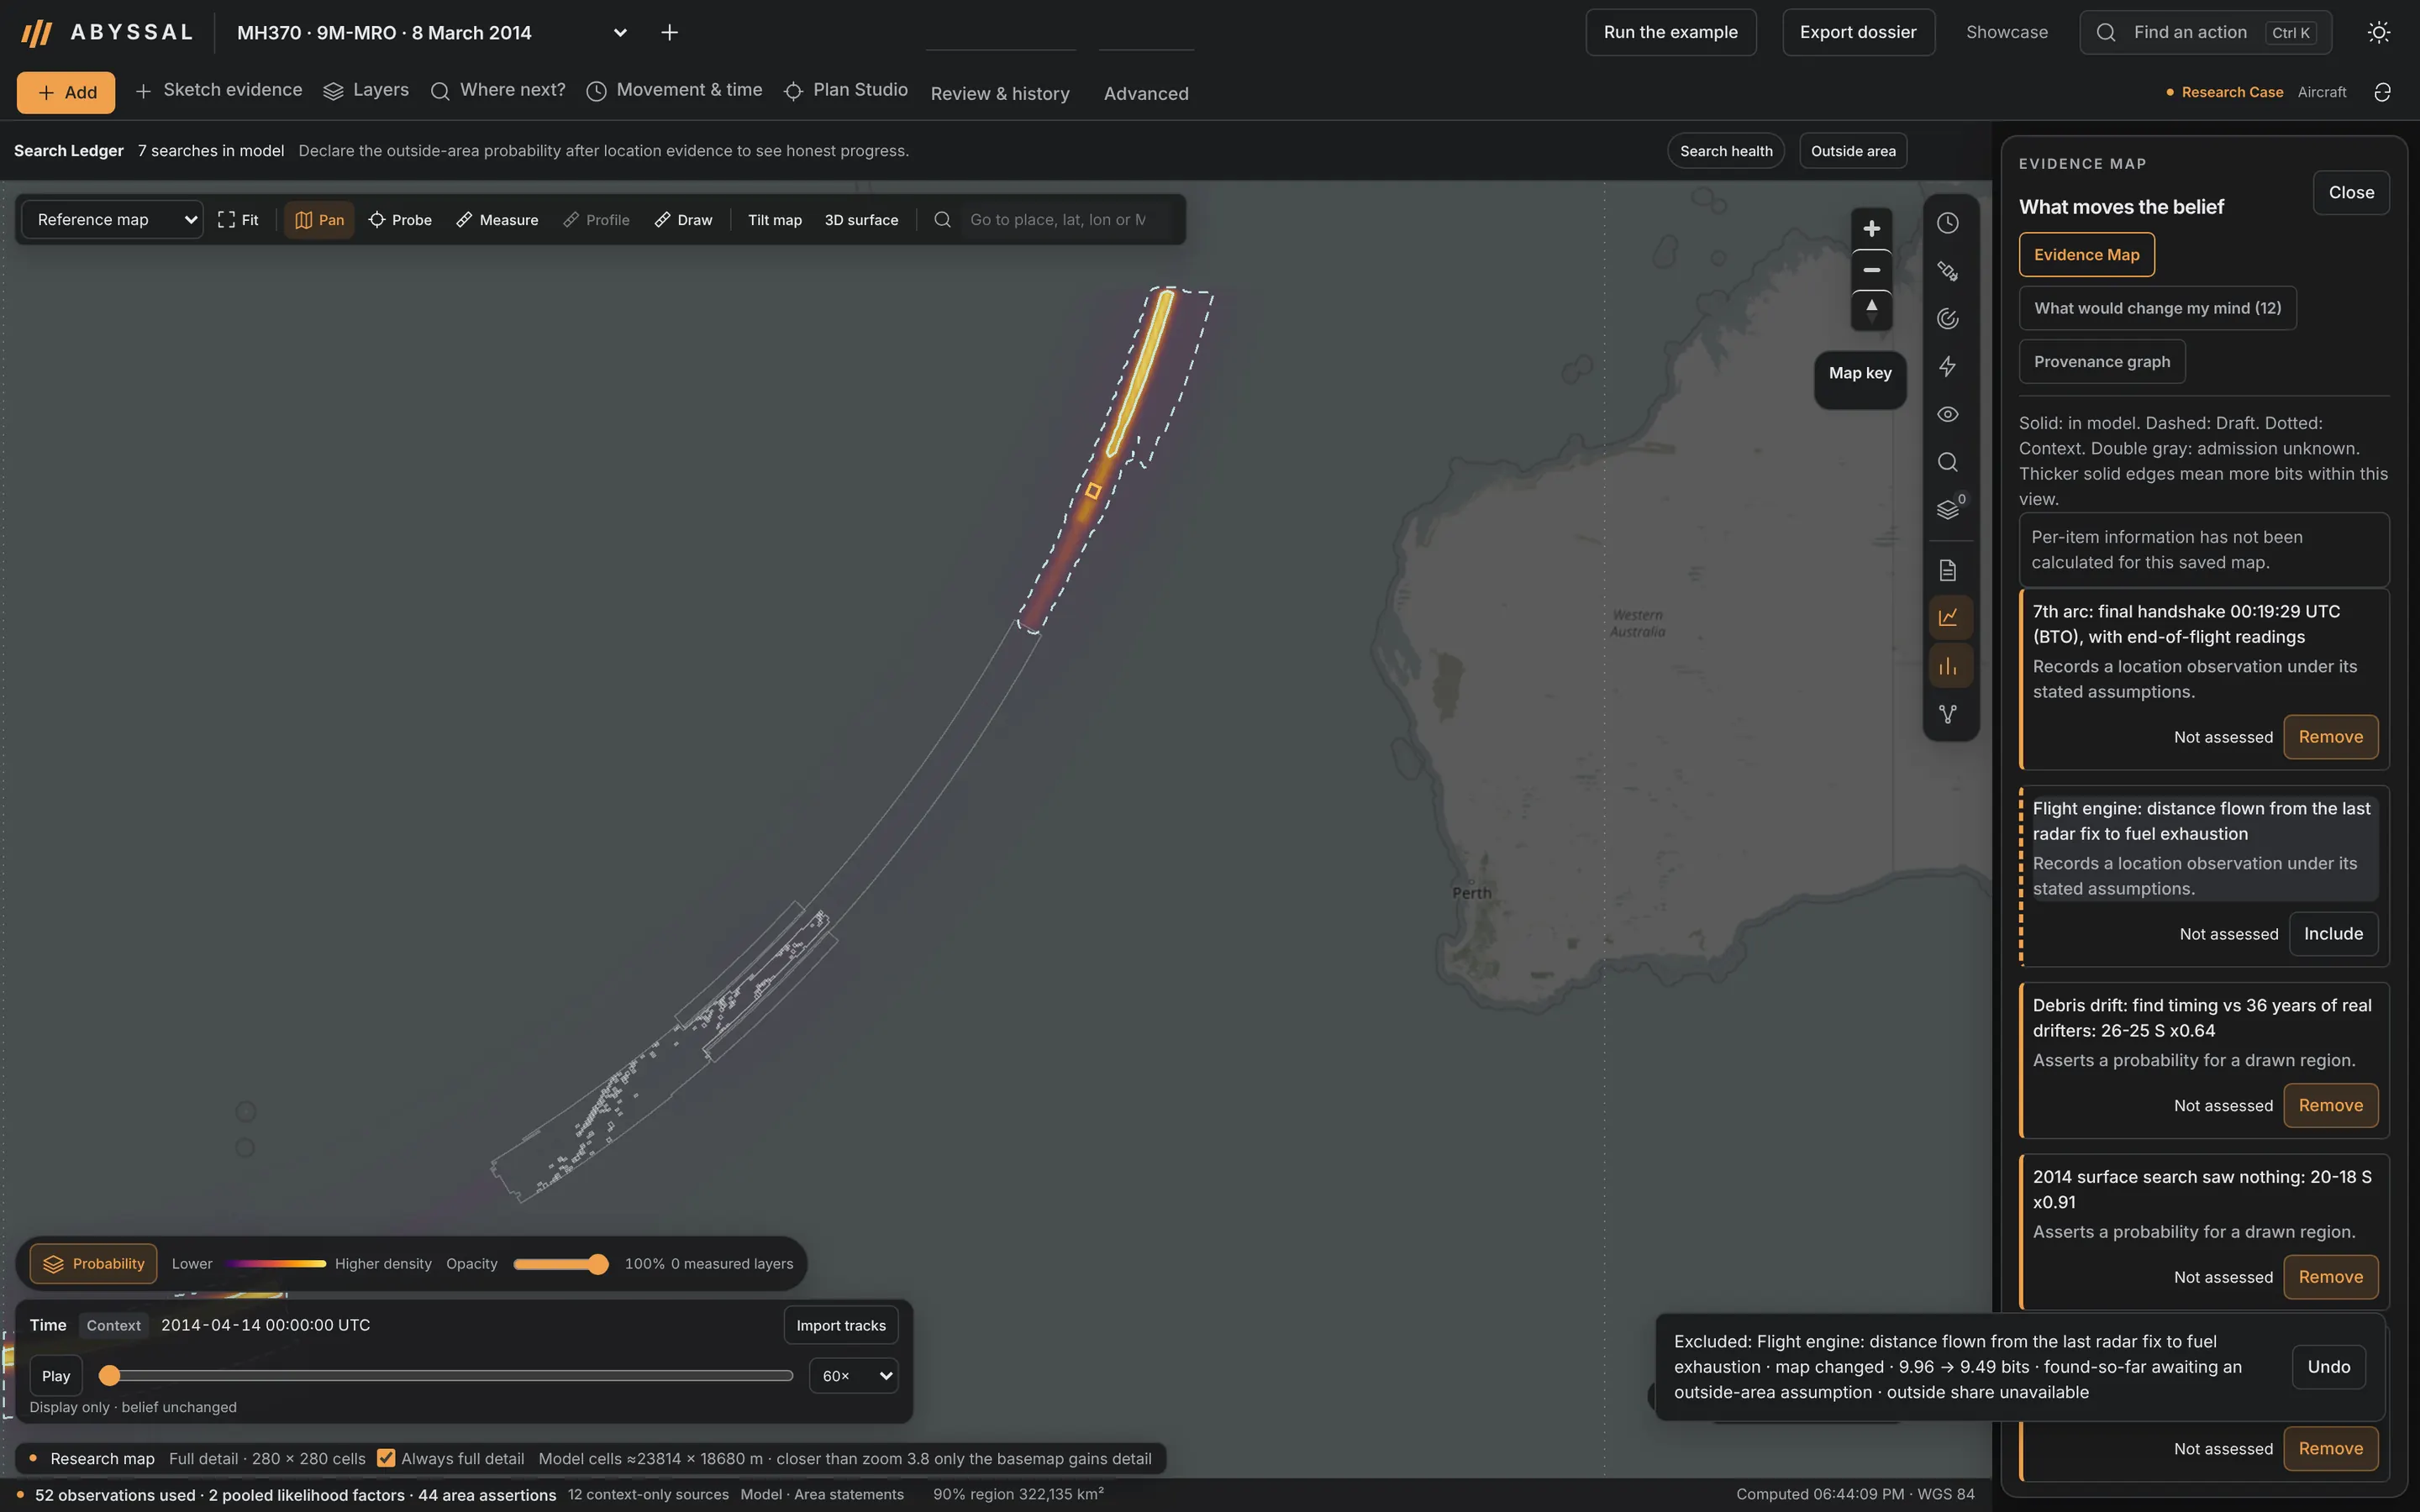 ABYSSAL
MH370 · 9M-MRO · 8 March 2014
Run the example
Export dossier
Showcase
Find an action
Ctrl K
Add
Sketch evidence
Layers
Where next?
Movement & time
Plan Studio
Review & history
Advanced
Research Case
Aircraft
Search Ledger
7 searches in model
Declare the outside-area probability after location evidence to see honest progress.
Search health
Outside area
Reference map
Fit
Pan
Probe
Measure
Profile
Draw
Tilt map
3D surface
Go to place, lat, lon or M
Map key
0
Western
Australia
Perth
EVIDENCE MAP
What moves the belief
Close
Evidence Map
What would change my mind (12)
Provenance graph
Solid: in model. Dashed: Draft. Dotted:
Context. Double gray: admission unknown.
Thicker solid edges mean more bits within this
view.
Per-item information has not been
calculated for this saved map.
7th arc: final handshake 00:19:29 UTC
(BTO), with end-of-flight readings
Records a location observation under its
stated assumptions.
Not assessed
Remove
Flight engine: distance flown from the last
radar fix to fuel exhaustion
Records a location observation under its
stated assumptions.
Not assessed
Include
Debris drift: find timing vs 36 years of real
drifters: 26-25 S x0.64
Asserts a probability for a drawn region.
Not assessed
Remove
2014 surface search saw nothing: 20-18 S
x0.91
Asserts a probability for a drawn region.
Not assessed
Remove
Excluded: Flight engine: distance flown from the last radar fix to fuel
exhaustion · map changed · 9.96 → 9.49 bits · found-so-far awaiting an
outside-area assumption · outside share unavailable
Undo
Not assessed
Remove
Probability
Lower
Higher density
Opacity
100%
0 measured layers
Time
Context
2014-04-14 00:00:00 UTC
Import tracks
Play
60×
Display only · belief unchanged
Research map
Full detail · 280 × 280 cells
Always full detail
Model cells ≈23814 × 18680 m · closer than zoom 3.8 only the basemap gains detail
52 observations used · 2 pooled likelihood factors · 44 area assertions
12 context-only sources
Model · Area statements
90% region 322,135 km²
Computed 06:44:09 PM · WGS 84